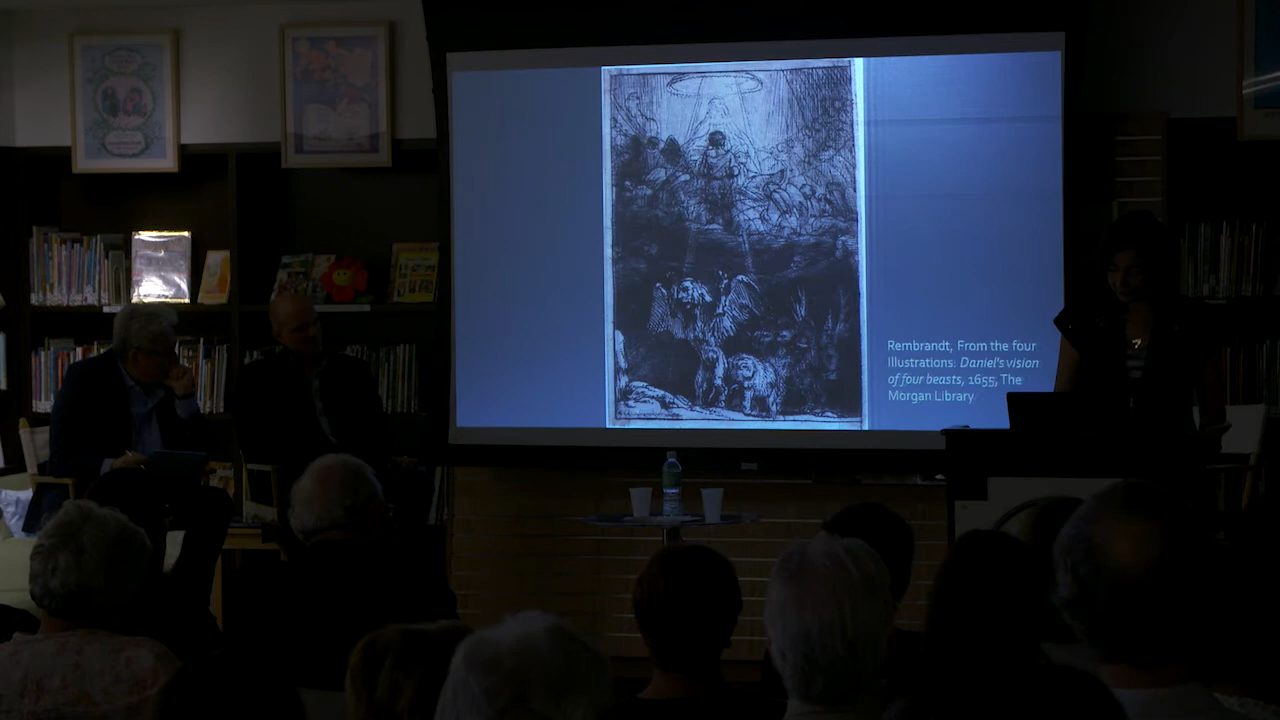 Rembrandt, From the four
Illustrations: Daniel's vision
of four beasts, 1655, The
Morgan Library